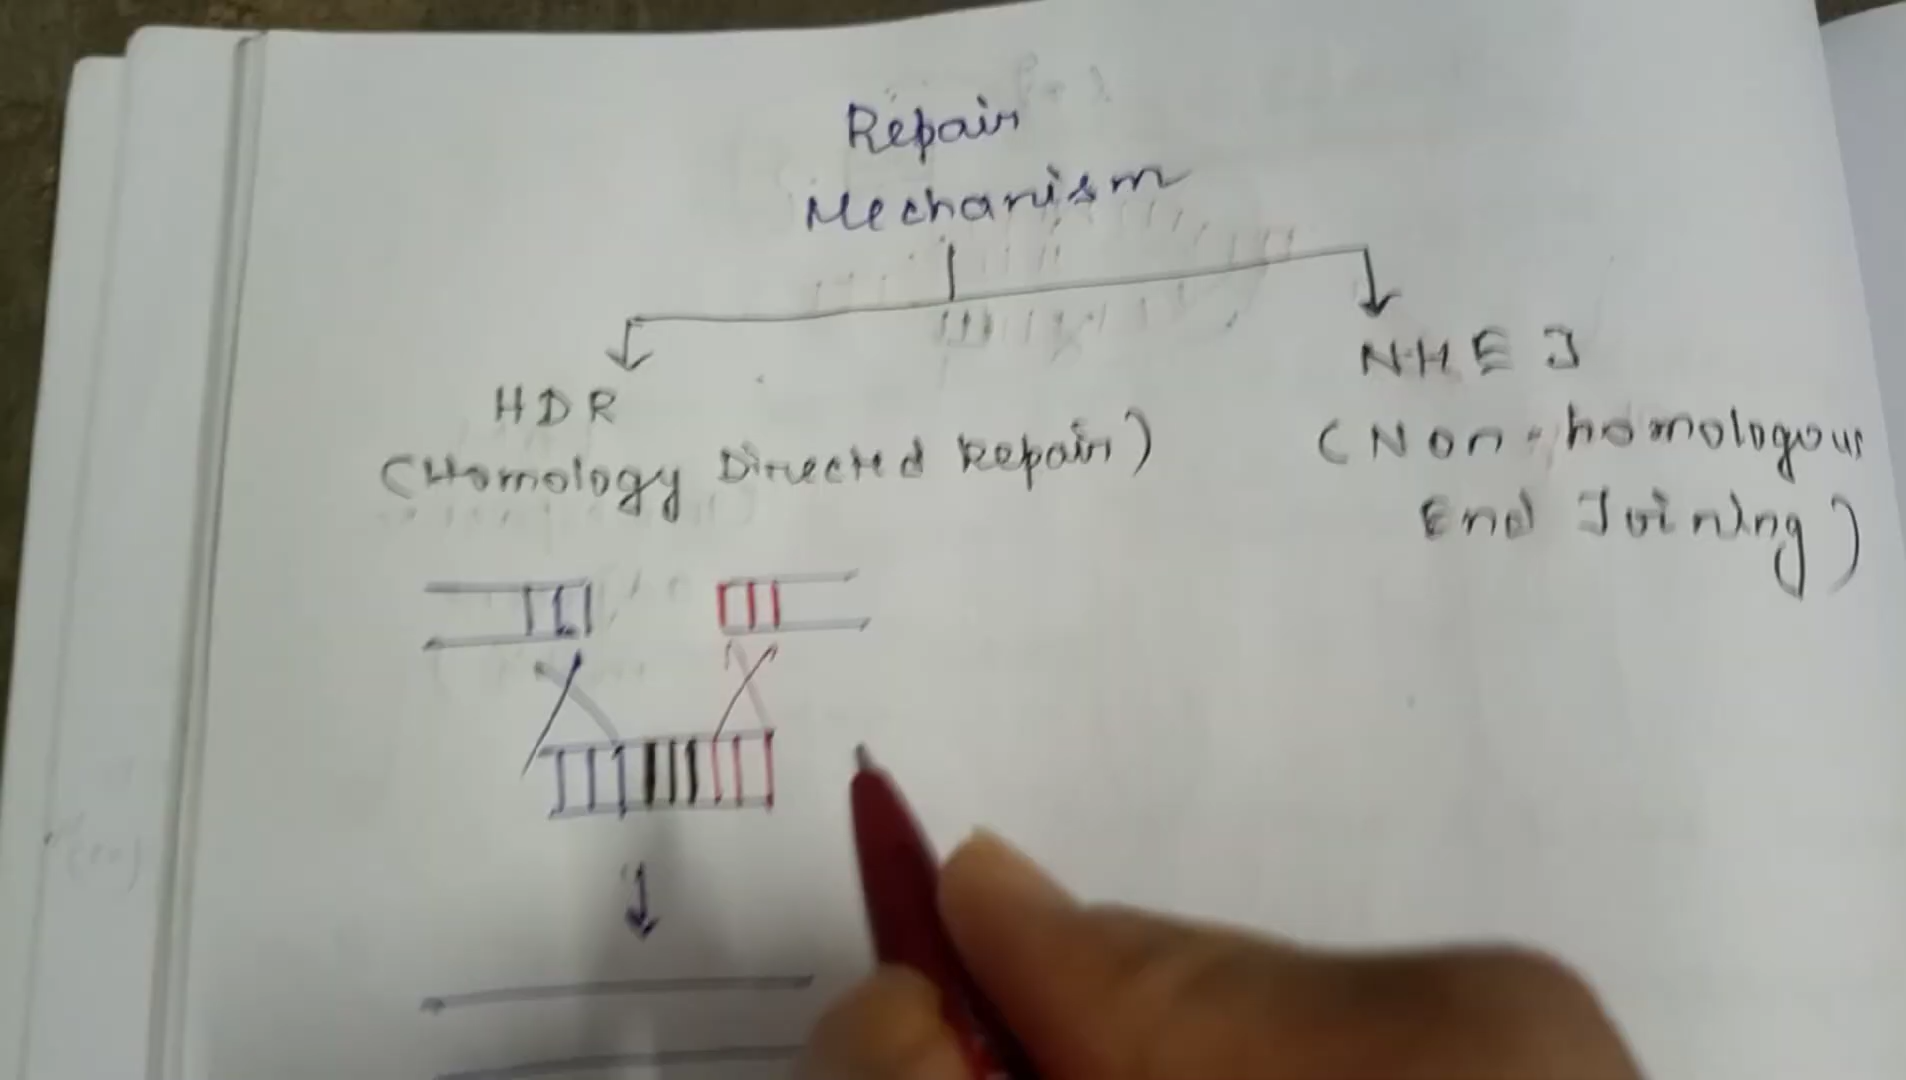 Repair
Mechanism
HDR
(Homology Directed Repair)
NHEJ
(Non-homologous
End Joining)